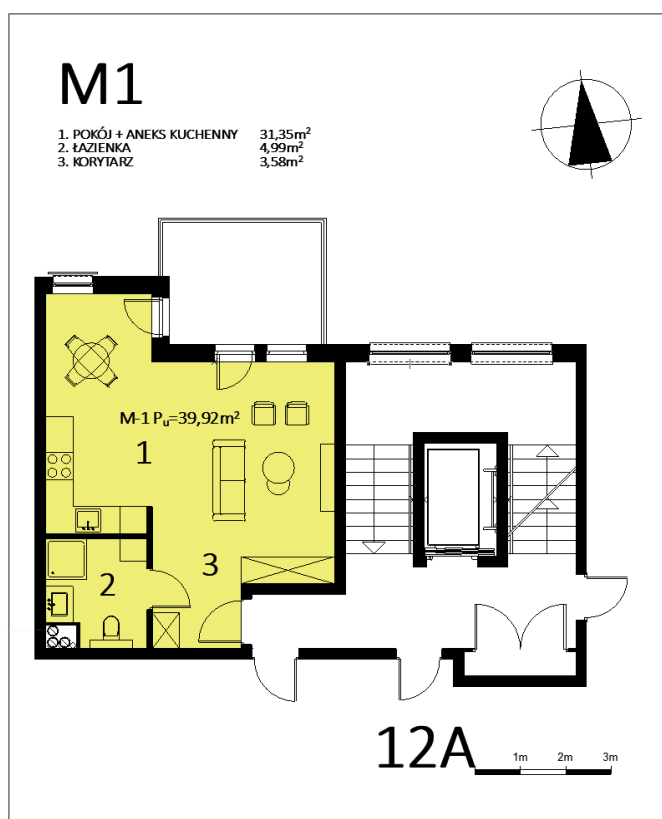 M1
1. POKÓJ + ANEKS KUCHENNY 31,35m²
2. ŁAZIENKA 4,99m²
3. KORYTARZ 3,58m²
M-1 Pu=39,92m²
1
3
2
12A
1m 2m 3m